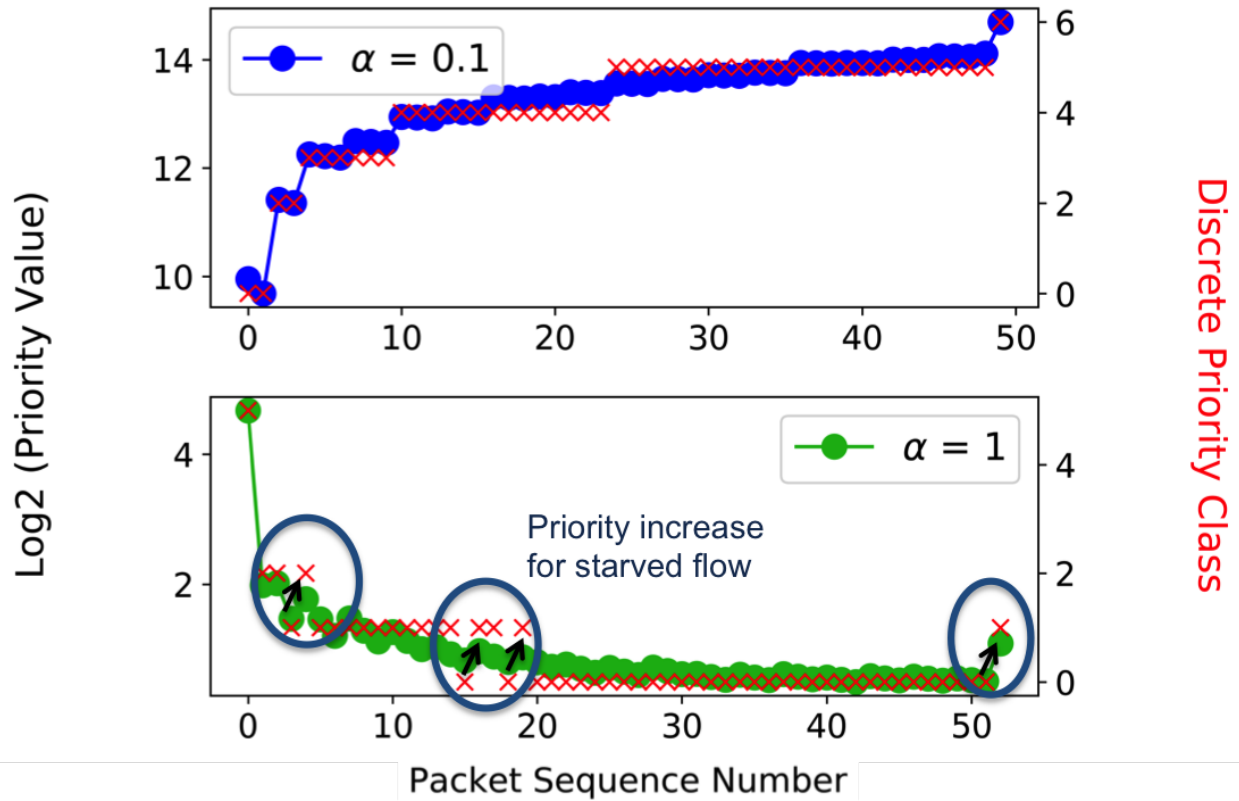 α = 0.1
14
12
10
6
4
2
0
0 10 20 30 40 50
Log2 (Priority Value)
Discrete Priority Class
α = 1
4
2
4
2
0
Priority increase
for starved flow
0 10 20 30 40 50
Packet Sequence Number